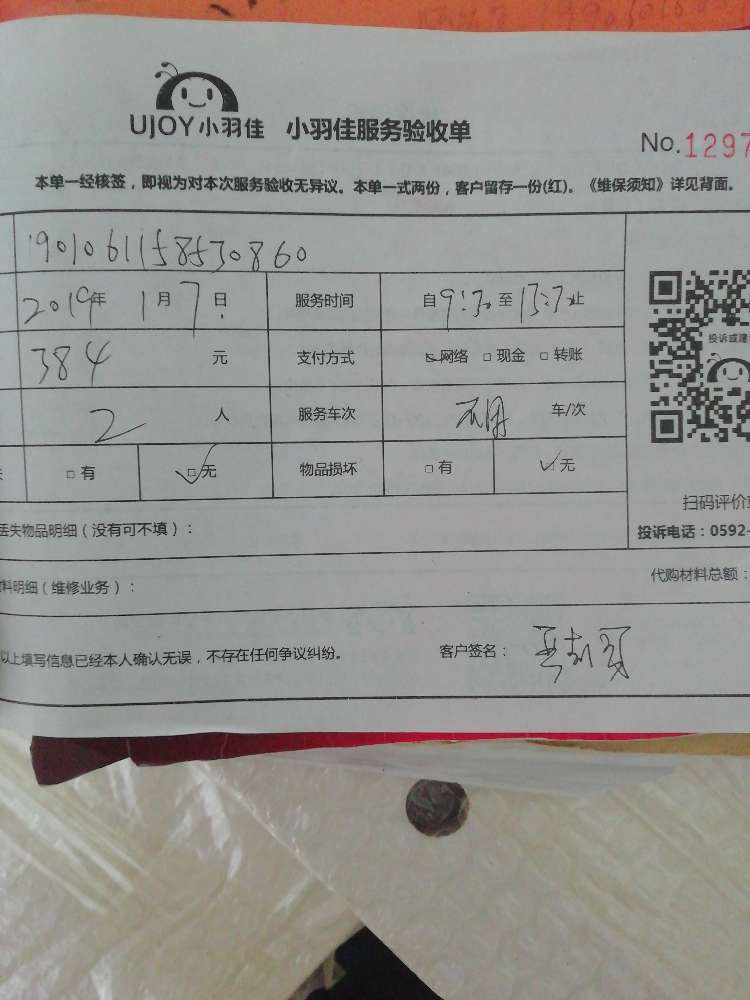 UJOY小羽佳 小羽佳服务验收单
No.1297
本单一经核签，即视为对本次服务验收无异议。本单一式两份，客户留存一份(红)。《维保须知》详见背面。
1901061158530860
2019年 1月 7日 服务时间 自9:30至13:30止
384 元 支付方式 网络 现金 转账
2 人 服务车次 车/次
有 无 物品损坏 有 无
投诉或建
扫码评价
丢失物品明细（没有可不填）：
投诉电话：0592-
料明细（维修业务）：
代购材料总额：
以上填写信息已经本人确认无误，不存在任何争议纠纷。 客户签名：